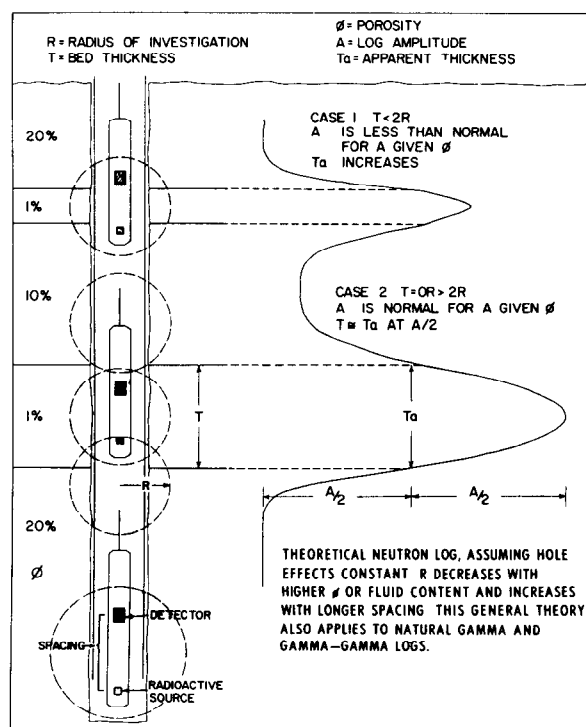 R = RADIUS OF INVESTIGATION
T = BED THICKNESS
Ø = POROSITY
A = LOG AMPLITUDE
Ta = APPARENT THICKNESS
20%
CASE 1 T<2R
A IS LESS THAN NORMAL
FOR A GIVEN Ø
Ta INCREASES
1%
10%
CASE 2 T=OR>2R
A IS NORMAL FOR A GIVEN Ø
T≅Ta AT A/2
1%
T
Ta
R
A/2
A/2
20%
Ø
THEORETICAL NEUTRON LOG, ASSUMING HOLE
EFFECTS CONSTANT R DECREASES WITH
HIGHER Ø OR FLUID CONTENT AND INCREASES
WITH LONGER SPACING THIS GENERAL THEORY
ALSO APPLIES TO NATURAL GAMMA AND
GAMMA–GAMMA LOGS.
DETECTOR
SPACING
RADIOACTIVE
SOURCE